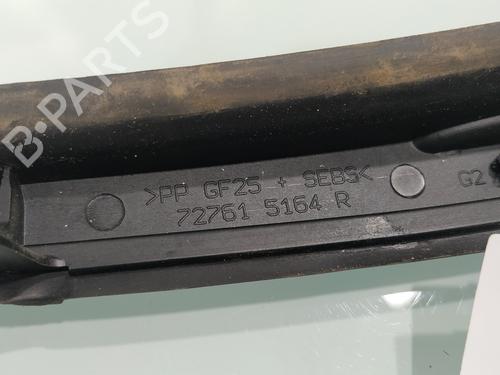 B-PARTS
>PP GF25 + SEBS<
72761 5164 R
G2